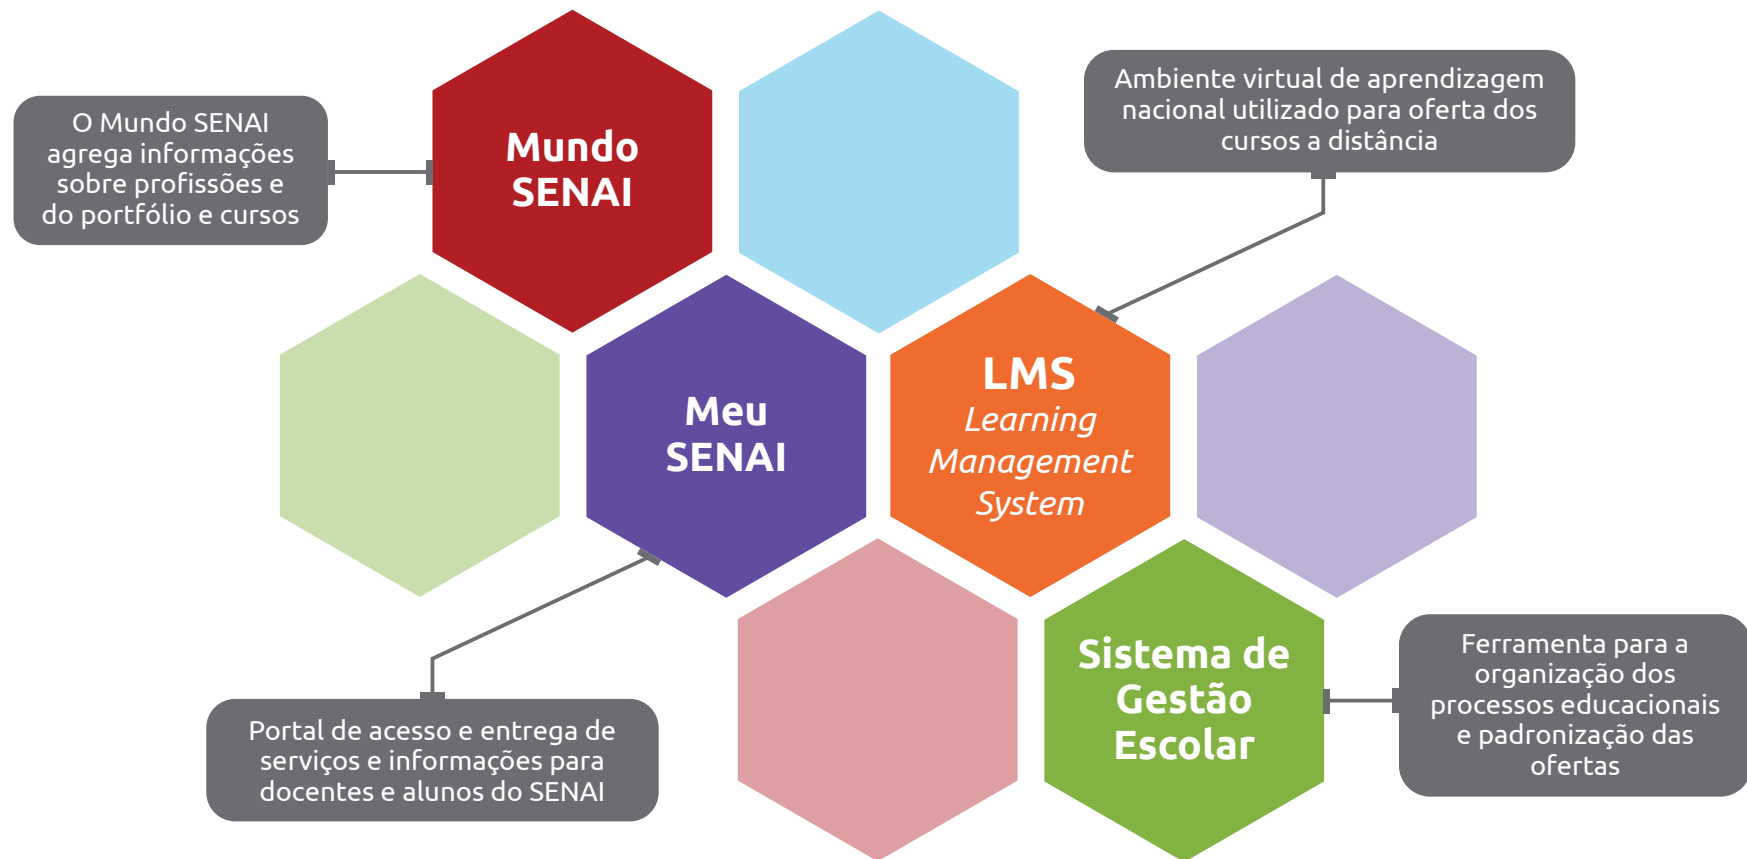 O Mundo SENAI
agrega informações
sobre profissões e
do portfólio e cursos
Mundo
SENAI
Ambiente virtual de aprendizagem
nacional utilizado para oferta dos
cursos a distância
Meu
SENAI
LMS
Learning
Management
System
Portal de acesso e entrega de
serviços e informações para
docentes e alunos do SENAI
Sistema de
Gestão
Escolar
Ferramenta para a
organização dos
processos educacionais
e padronização das
ofertas